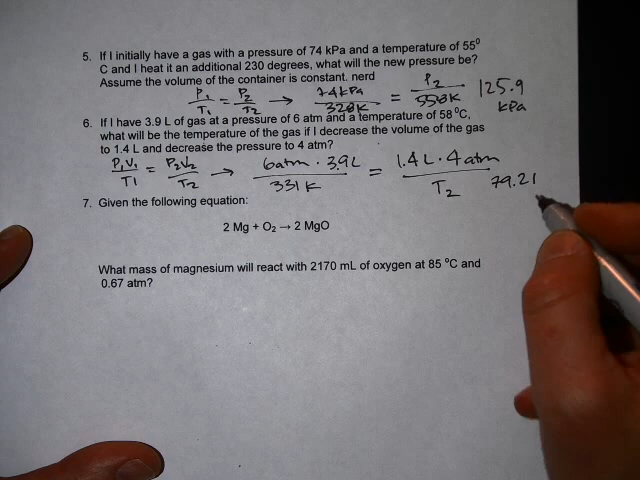 5. If I initially have a gas with a pressure of 74 kPa and a temperature of 55⁰
C and I heat it an additional 230 degrees, what will the new pressure be?
Assume the volume of the container is constant. nerd
P1/T1 = P2/T2 → 74kPa/328K = P2/558K 125.9 kPa
6. If I have 3.9 L of gas at a pressure of 6 atm and a temperature of 58 ⁰C,
what will be the temperature of the gas if I decrease the volume of the gas
to 1.4 L and decrease the pressure to 4 atm?
P1V1/T1 = P2V2/T2 → 6atm · 3.9L/331K = 1.4L · 4atm/T2 79.21
7. Given the following equation:
2 Mg + O₂ → 2 MgO
What mass of magnesium will react with 2170 mL of oxygen at 85 ⁰C and
0.67 atm?